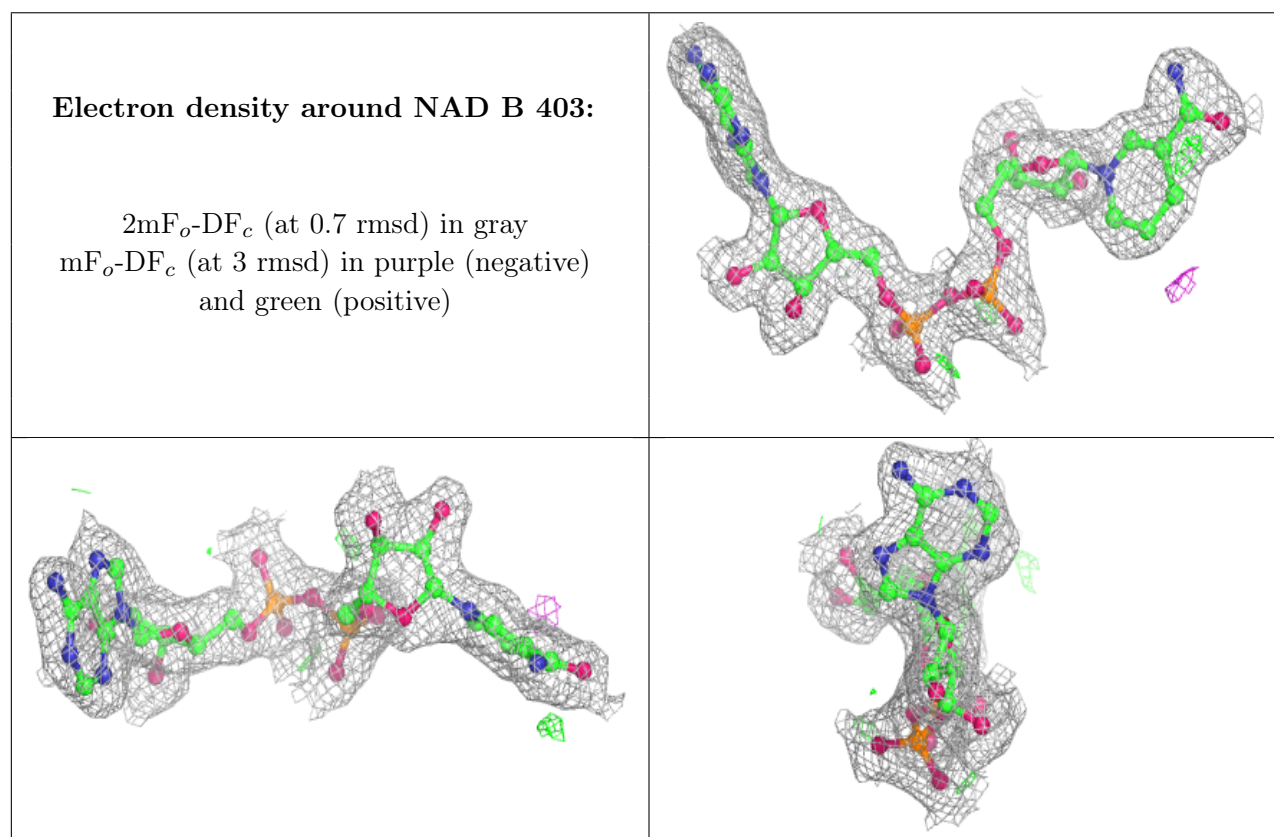 Electron density around NAD B 403:
2mFo-DFc (at 0.7 rmsd) in gray
mFo-DFc (at 3 rmsd) in purple (negative)
and green (positive)